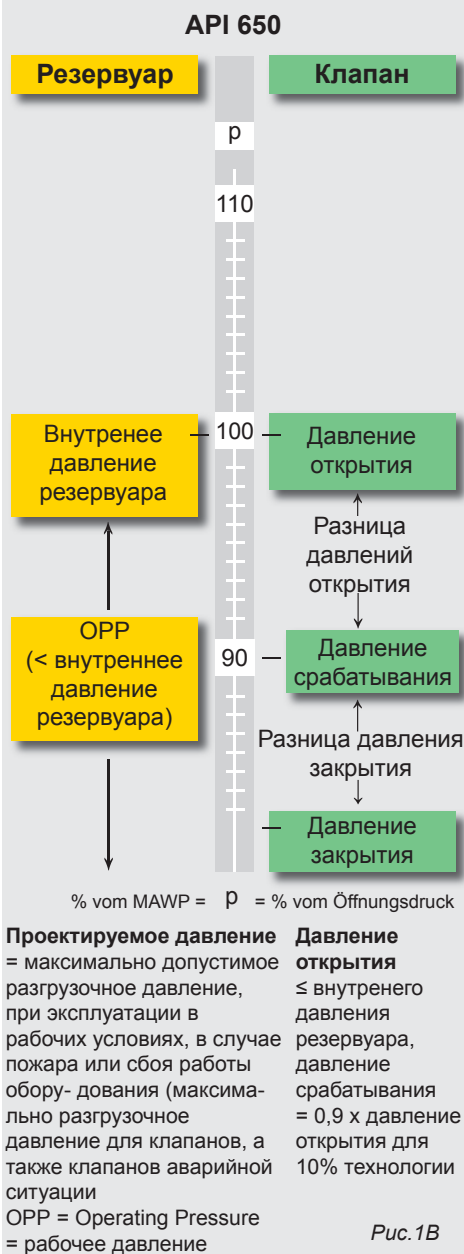 API 650
Резервуар
Клапан
p
110
Внутренее
давление
резервуара
100
Давление
открытия
Разница
давлений
открытия
OPP
(< внутреннее
давление
резервуара)
90
Давление
срабатывания
Разница давления
закрытия
Давление
закрытия
% vom MAWP = p = % vom Öffnungsdruck
Проектируемое давление
= максимально допустимое
разгрузочное давление,
при эксплуатации в
рабочих условиях, в случае
пожара или сбоя работы
обору- дования (максима-
льно разгрузочное
давление для клапанов, а
также клапанов аварийной
ситуации
OPP = Operating Pressure
= рабочее давление
Давление
открытия
≤ внутренего
давления
резервуара,
давление
срабатывания
= 0,9 x давление
открытия для
10% технологии
Рис.1B